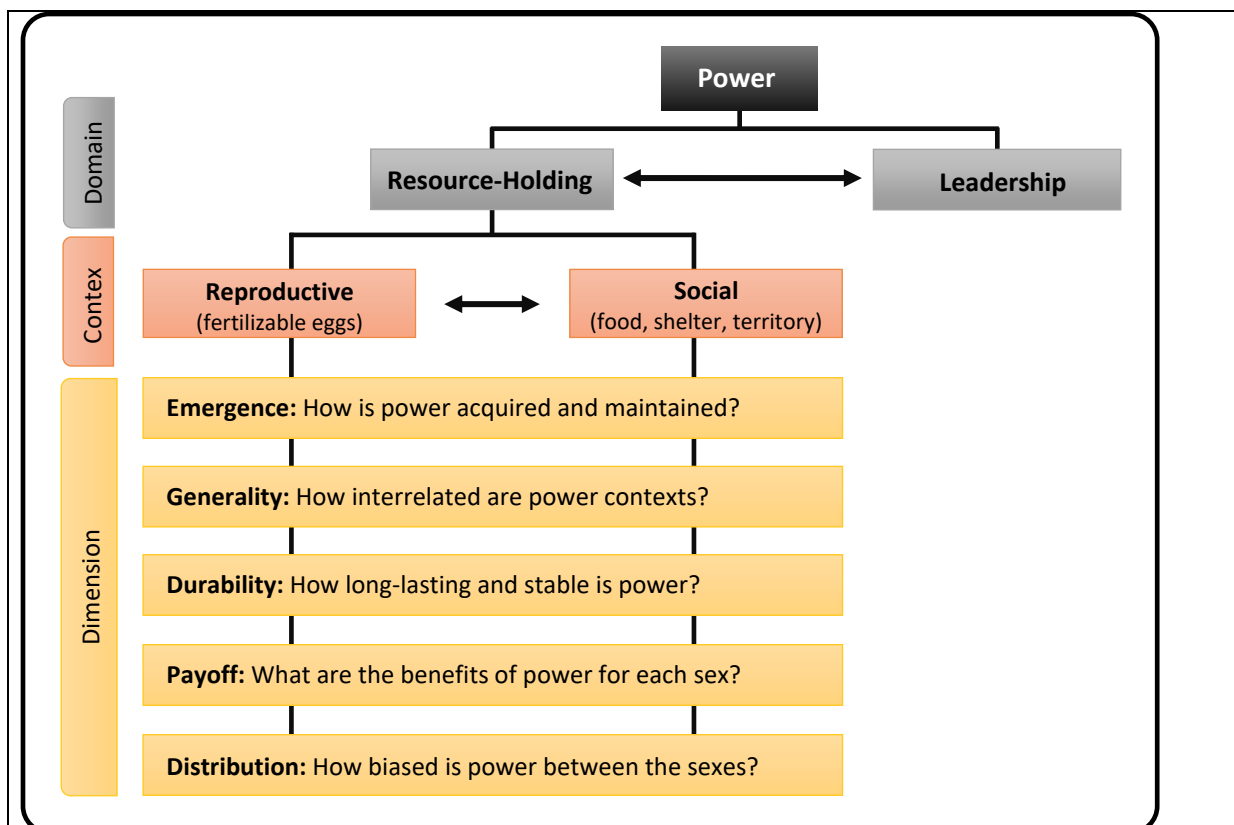 Power
Domain
Resource-Holding
Leadership
Contex
Reproductive
(fertilizable eggs)
Social
(food, shelter, territory)
Dimension
Emergence: How is power acquired and maintained?
Generality: How interrelated are power contexts?
Durability: How long-lasting and stable is power?
Payoff: What are the benefits of power for each sex?
Distribution: How biased is power between the sexes?